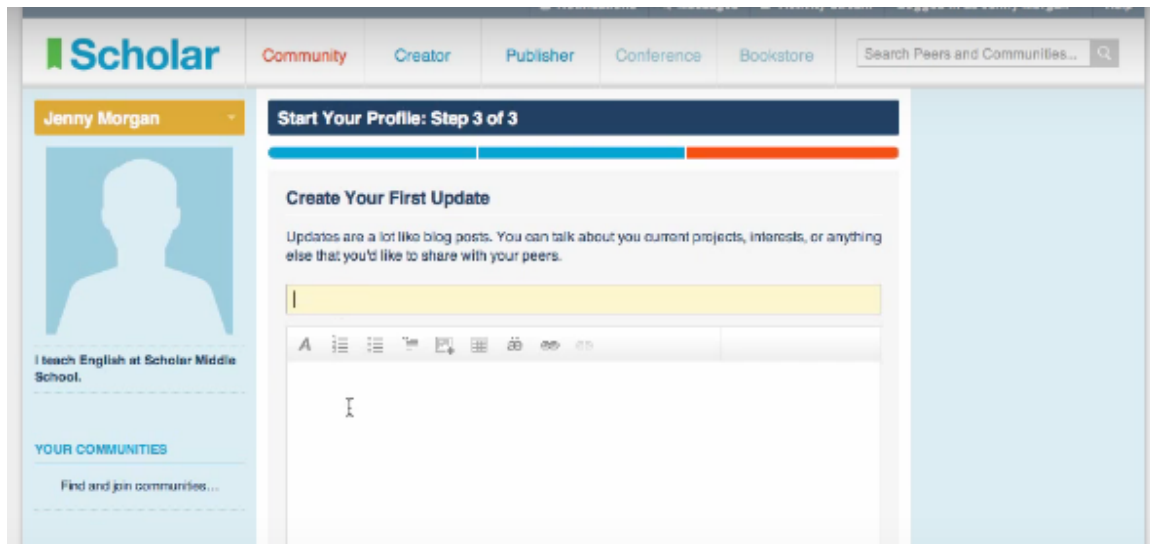 Scholar
Community
Creator
Publisher
Conference
Bookstore
Search Peers and Communities...
Jenny Morgan
Start Your Profile: Step 3 of 3
Create Your First Update
Updates are a lot like blog posts. You can talk about you current projects, interests, or anything
else that you'd like to share with your peers.
I teach English at Scholar Middle
School.
YOUR COMMUNITIES
Find and join communities...